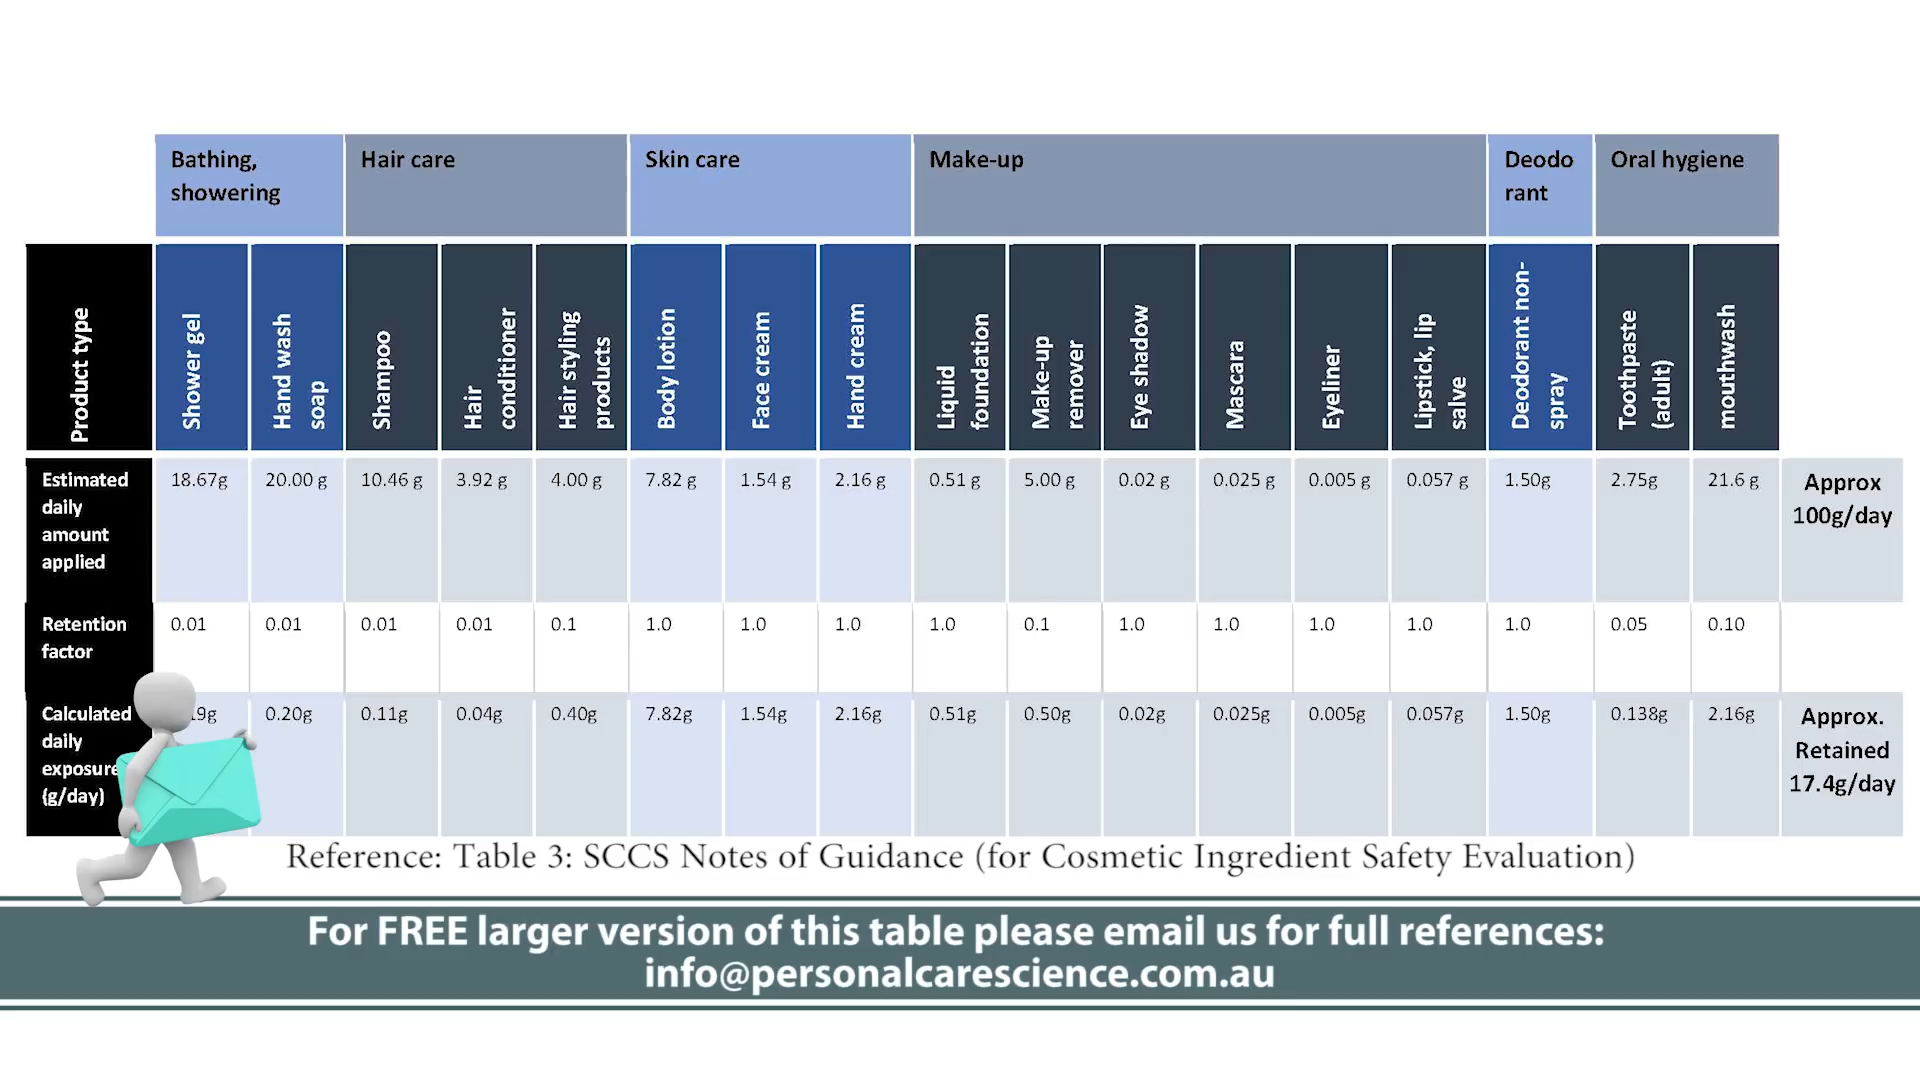 Bathing,
showering
Hair care
Skin care
Make-up
Deodo
rant
Oral hygiene
Product type
Shower gel
Hand wash
soap
Shampoo
Hair
conditioner
Hair styling
products
Body lotion
Face cream
Hand cream
Liquid
foundation
Make-up
remover
Eye shadow
Mascara
Eyeliner
Lipstick, lip
salve
Deodorant non-
spray
Toothpaste
(adult)
mouthwash
Estimated
daily
amount
applied
18.67g
20.00 g
10.46 g
3.92 g
4.00 g
7.82 g
1.54 g
2.16 g
0.51 g
5.00 g
0.02 g
0.025 g
0.005 g
0.057 g
1.50g
2.75g
21.6 g
Approx
100g/day
Retention
factor
0.01
0.01
0.01
0.01
0.1
1.0
1.0
1.0
1.0
0.1
1.0
1.0
1.0
1.0
1.0
0.05
0.10
Calculated
daily
exposure
(g/day)
0.20g
0.11g
0.04g
0.40g
7.82g
1.54g
2.16g
0.51g
0.50g
0.02g
0.025g
0.005g
0.057g
1.50g
0.138g
2.16g
Approx.
Retained
17.4g/day
Reference: Table 3: SCCS Notes of Guidance (for Cosmetic Ingredient Safety Evaluation)
For FREE larger version of this table please email us for full references:
info@personalcarescience.com.au